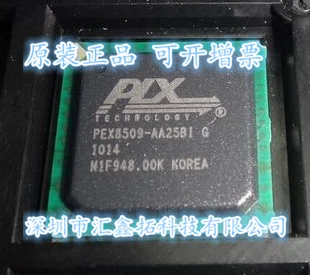 原装正品 可开增票
PLX
TECHNOLOGY ®
PEX8509-AA25BI G
1014
N1F948.00K KOREA
深圳市汇鑫拓科技有限公司